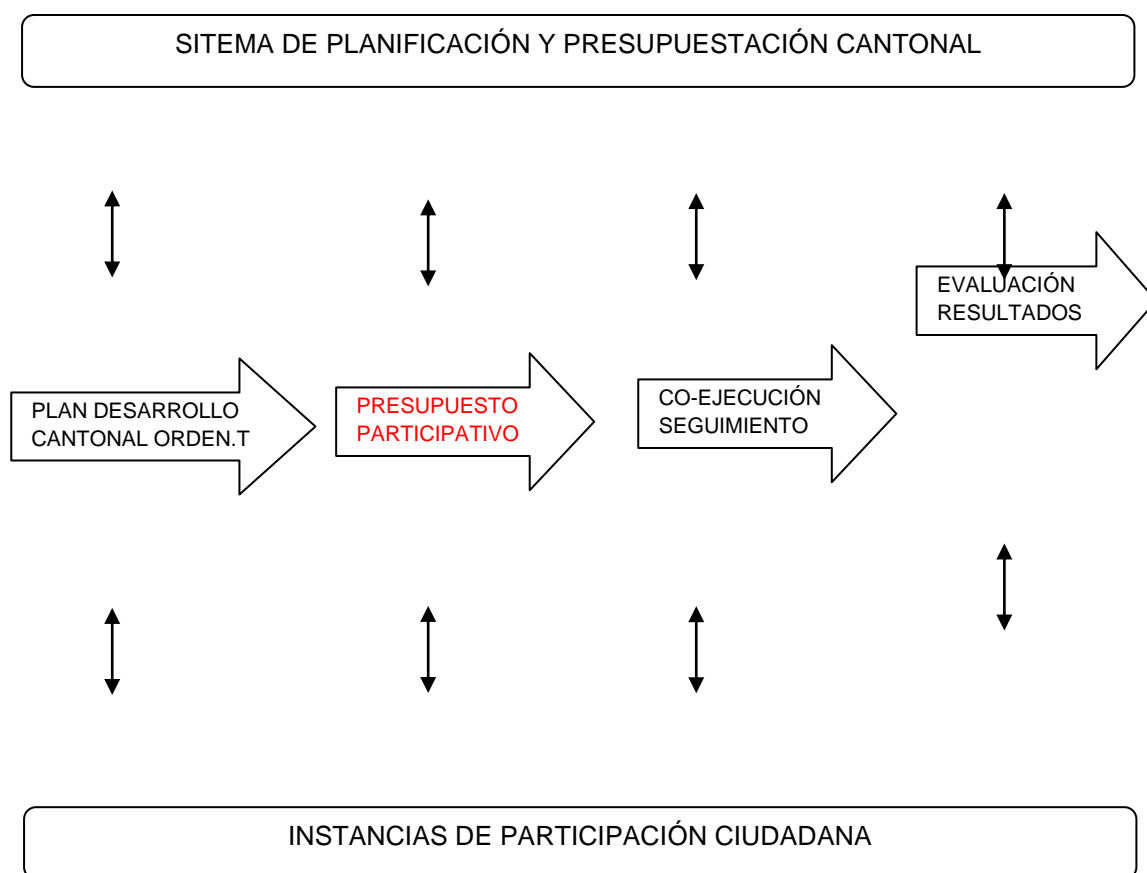 SITEMA DE PLANIFICACIÓN Y PRESUPUESTACIÓN CANTONAL
PLAN DESARROLLO
CANTONAL ORDEN.T
PRESUPUESTO
PARTICIPATIVO
CO-EJECUCIÓN
SEGUIMIENTO
EVALUACIÓN
RESULTADOS
INSTANCIAS DE PARTICIPACIÓN CIUDADANA